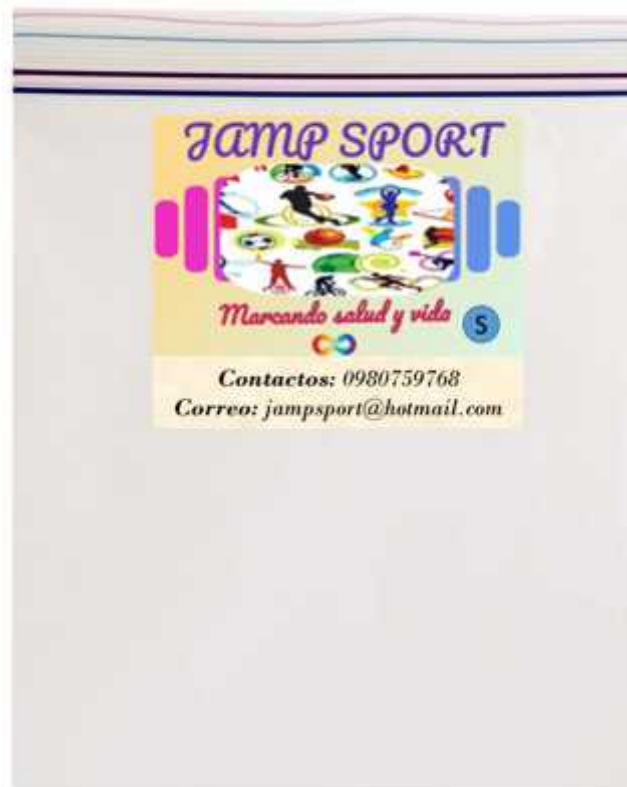 JAMP SPORT
Marcando salud y vida
S
Contactos: 0980759768
Correo: jampsport@hotmail.com